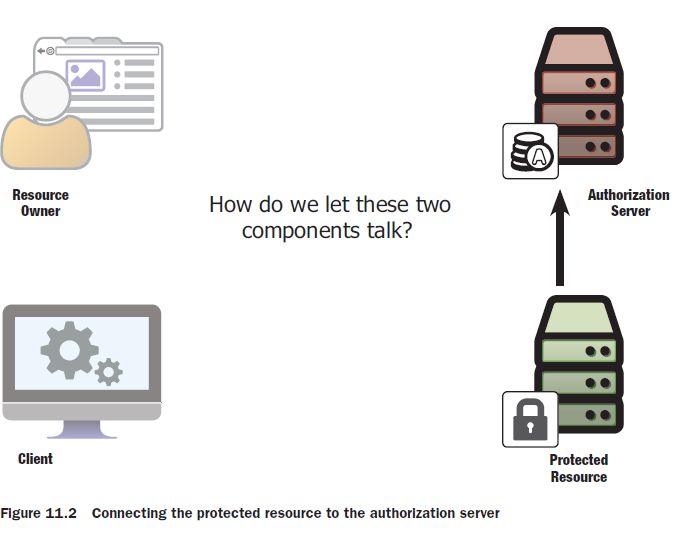 Resource
Owner
How do we let these two
components talk?
A
Authorization
Server
Client
Protected
Resource
Figure 11.2 Connecting the protected resource to the authorization server